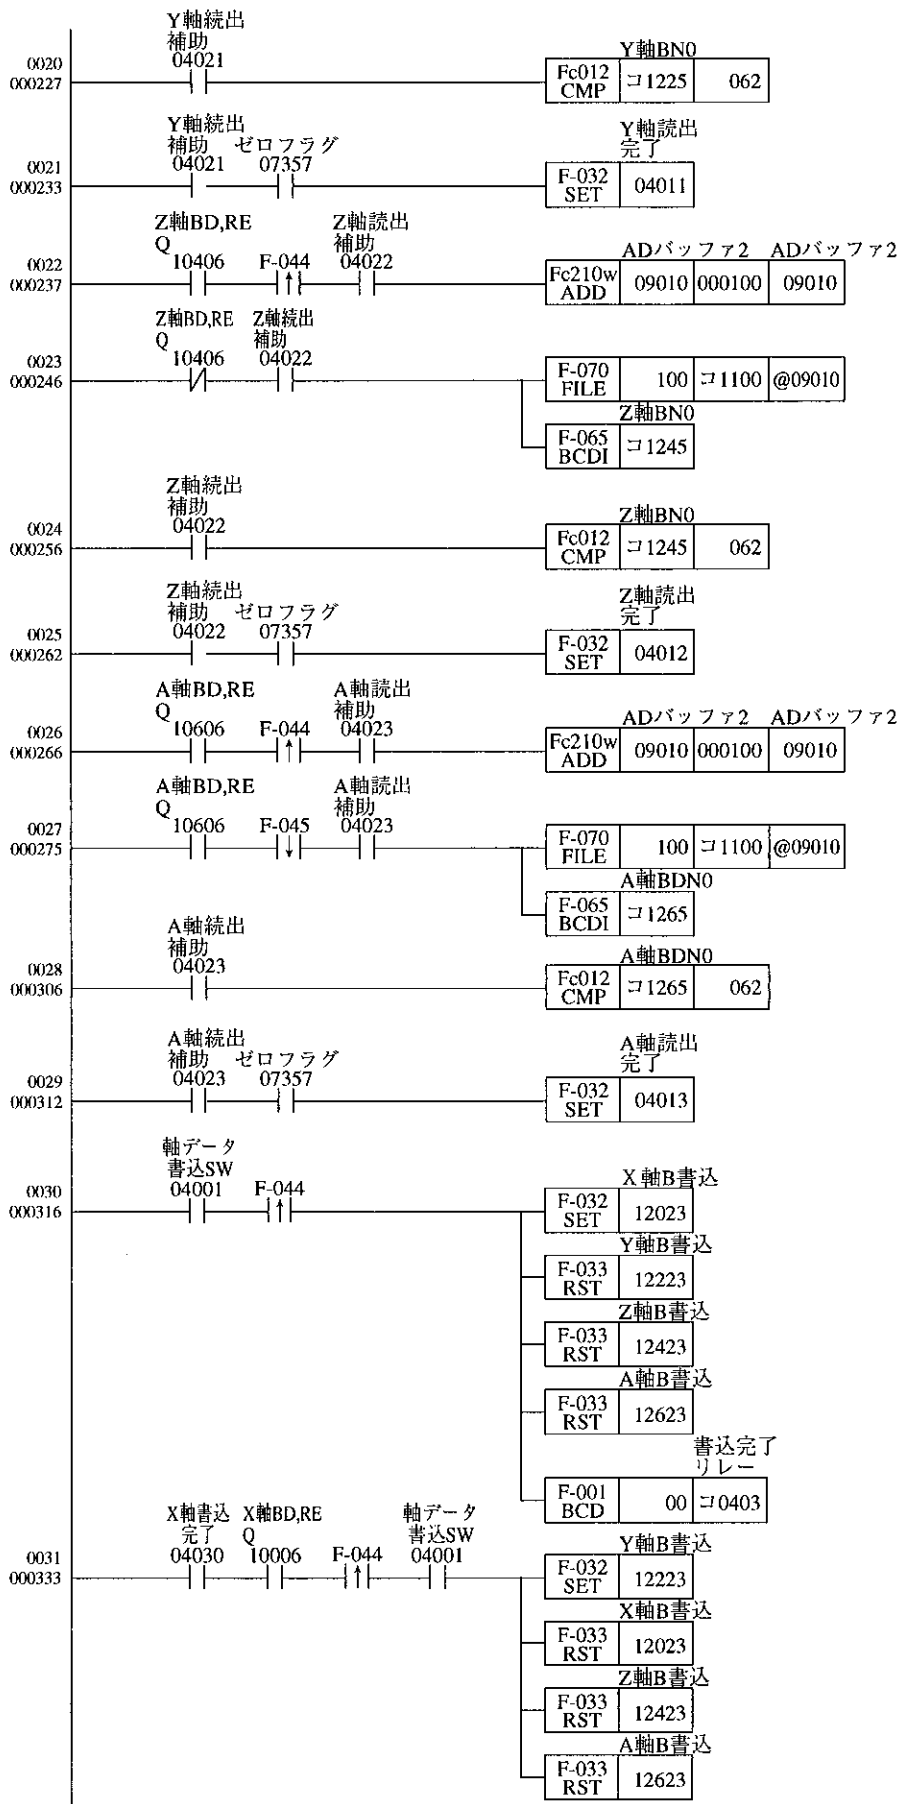 Y軸続出
補助
0020 04021 Y軸BN0
000227 Fc012 CMP コ1225 062
Y軸続出
補助 ゼロフラグ Y軸読出
完了
0021 04021 07357
000233 F-032 SET 04011
Z軸BD,RE Z軸読出
Q 補助 ADバッファ2 ADバッファ2
0022 10406 F-044 04022
000237 Fc210w ADD 09010 000100 09010
Z軸BD,RE Z軸続出
Q 補助
0023 10406 04022
000246 F-070 FILE 100 コ1100 @09010
Z軸BN0
F-065 BCDI コ1245
Z軸続出
補助
0024 04022 Z軸BN0
000256 Fc012 CMP コ1245 062
Z軸続出 Z軸読出
補助 ゼロフラグ 完了
0025 04022 07357
000262 F-032 SET 04012
A軸BD,RE A軸読出
Q 補助 ADバッファ2 ADバッファ2
0026 10606 F-044 04023
000266 Fc210w ADD 09010 000100 09010
A軸BD,RE A軸読出
Q 補助
0027 10606 F-045 04023
000275 F-070 FILE 100 コ1100 @09010
A軸BDN0
F-065 BCDI コ1265
A軸続出
補助
0028 04023 A軸BDN0
000306 Fc012 CMP コ1265 062
A軸続出 A軸読出
補助 ゼロフラグ 完了
0029 04023 07357
000312 F-032 SET 04013
軸データ
書込SW
0030 04001 F-044 X軸B書込
000316 F-032 SET 12023
Y軸B書込
F-033 RST 12223
Z軸B書込
F-033 RST 12423
A軸B書込
F-033 RST 12623
書込完了
リレー
F-001 BCD 00 コ0403
X軸書込 X軸BD,RE 軸データ
完了 Q 書込SW
0031 04030 10006 F-044 04001 Y軸B書込
000333 F-032 SET 12223
X軸B書込
F-033 RST 12023
Z軸B書込
F-033 RST 12423
A軸B書込
F-033 RST 12623